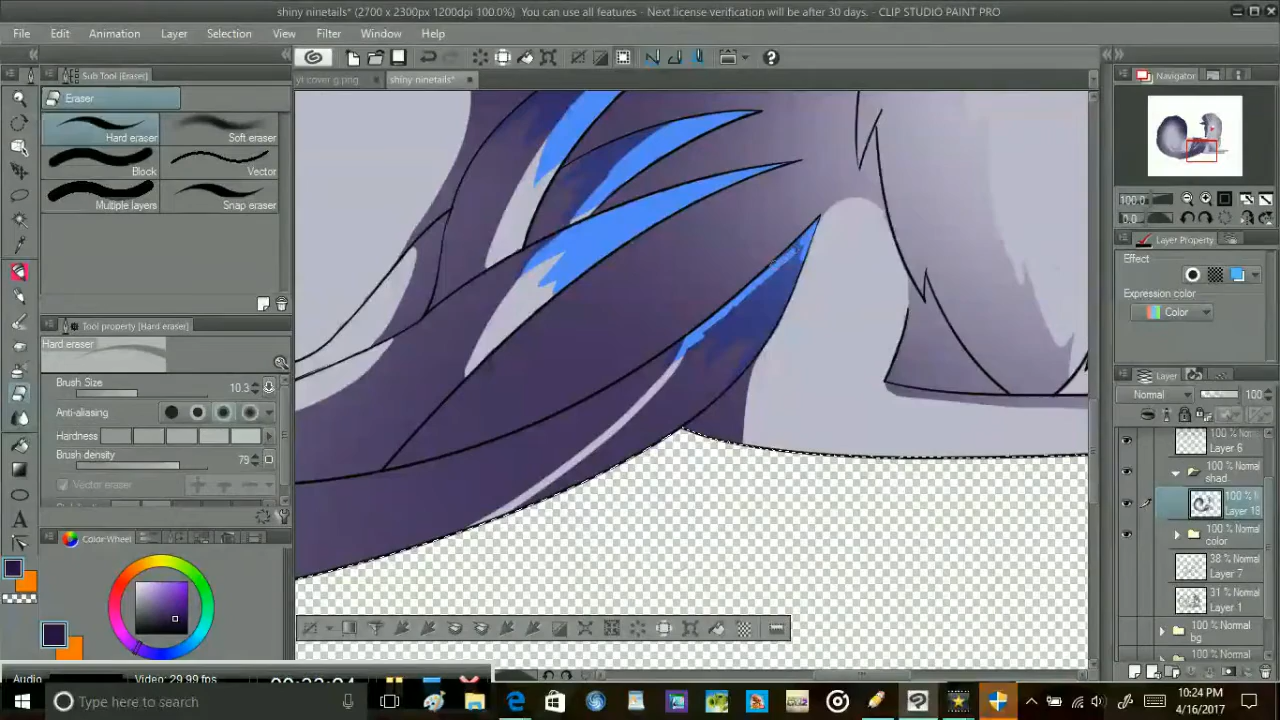 shiny ninetails* (2700 x 2300px 1200dpi 100.0%)  You can use all features - Next license verification will be after 30 days. - CLIP STUDIO PAINT PRO
File Edit Animation Layer Selection View Filter Window Help
Sub Tool [Eraser]
yt cover g.png
shiny ninetails*
Navigator
Eraser
Hard eraser
Soft eraser
Block
Vector
Multiple layers
Snap eraser
100.0
0.0
Layer Property
Effect
Expression color
Color
Tool property [Hard eraser]
Hard eraser
Brush Size 10.3
Anti-aliasing
Hardness
Brush density 79
Vector eraser
Layer
Normal 100
100 % Normal
Layer 6
100 % Normal
shad
Layer 18
100 % Normal
color
38 % Normal
Layer 7
31 % Normal
Layer 1
100 % Normal
bg
100 % Normal
Color Wheel
Audio
Video: 29.99 fps
Type here to search
10:24 PM
4/16/2017